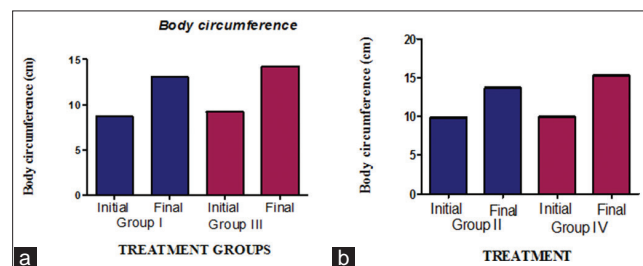 Body circumference
Body circumference (cm)
15
10
5
0
Initial Final Initial Final
Group I Group III
TREATMENT GROUPS
a
Body circumference (cm)
20
15
10
5
0
Initial Final Initial Final
Group II Group IV
TREATMENT
b